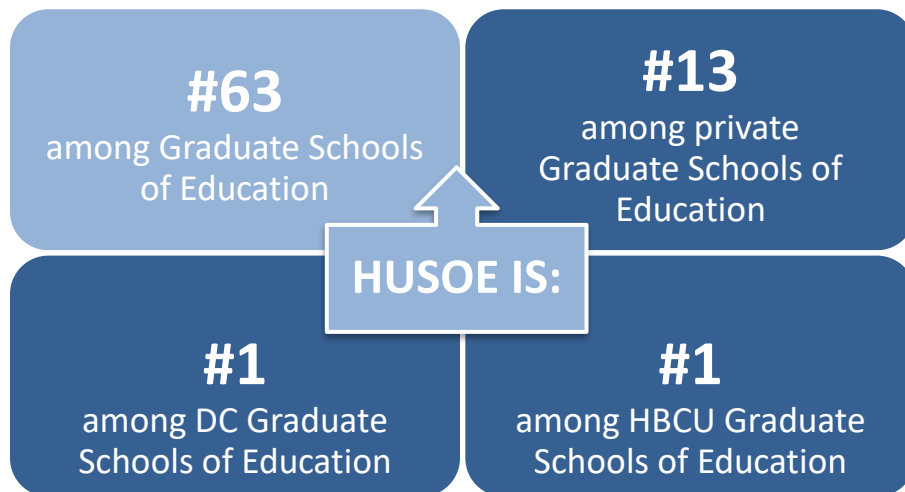 #63
among Graduate Schools
of Education
#13
among private
Graduate Schools of
Education
HUSOE IS:
#1
among DC Graduate
Schools of Education
#1
among HBCU Graduate
Schools of Education